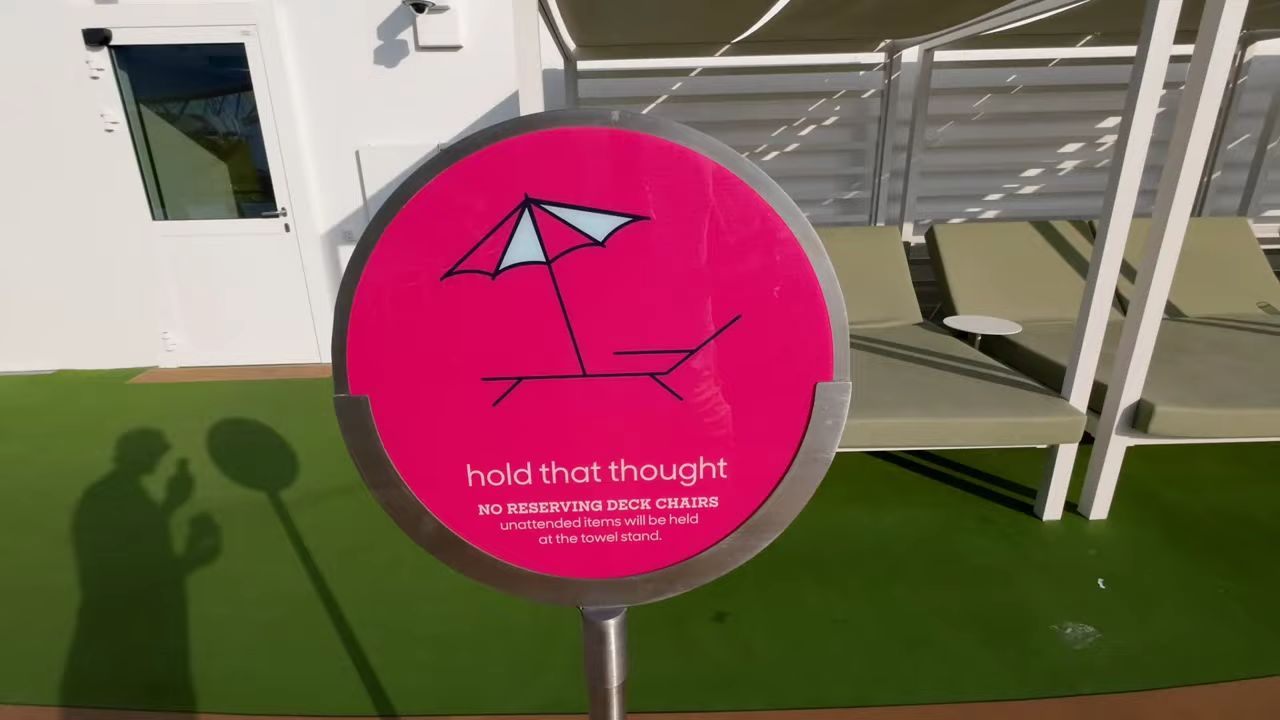 hold that thought
NO RESERVING DECK CHAIRS
unattended items will be held
at the towel stand.